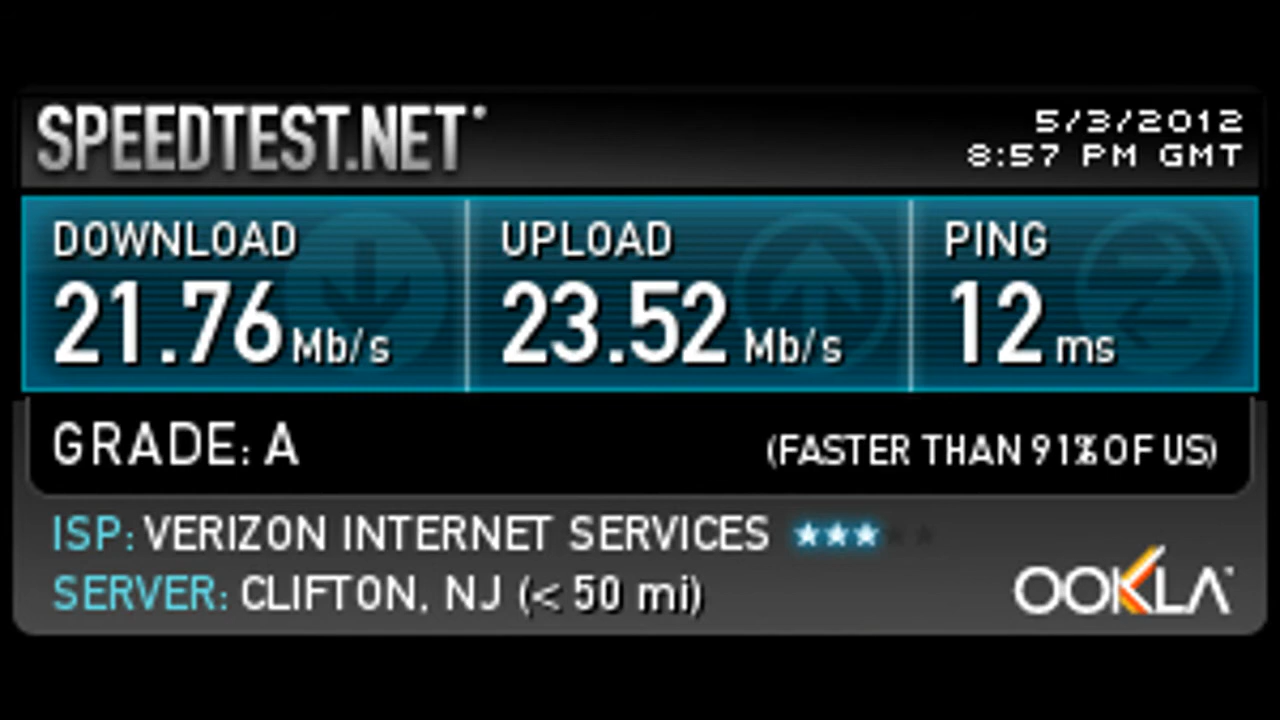 SPEEDTEST.NET
5/3/2012
8:57 PM GMT
DOWNLOAD
21.76 Mb/s
UPLOAD
23.52 Mb/s
PING
12 ms
GRADE: A
(FASTER THAN 91% OF US)
ISP: VERIZON INTERNET SERVICES ★★★
SERVER: CLIFTON, NJ (< 50 mi)
OOKLA